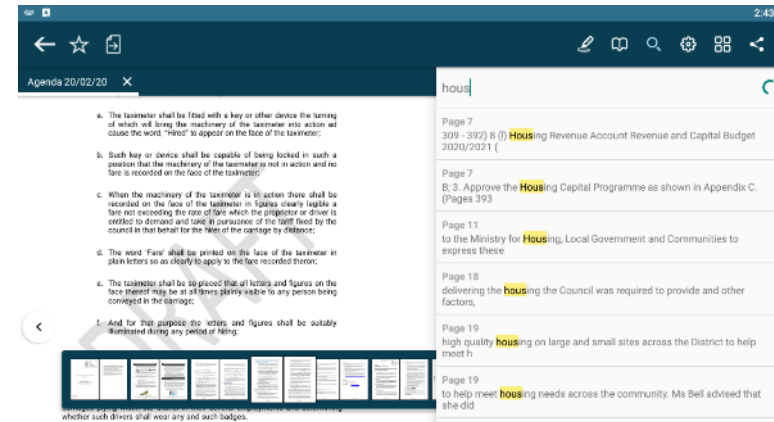 2:43
Agenda 20/02/20 X
a. The taximeter shall be fitted with a key or other device the turning
of which will bring the machinery of the taximeter into action ad
cause the word, "Hired" to appear on the face of the taximeter;
b. Such key or device shall be capable of being locked in such a
position that the machinery of the taximeter is not in action and no
fare is recorded on the face of the taximeter;
c. When the machinery of the taximeter is in action there shall be
recorded on the face of the taximeter in figures clearly legible a
fare not exceeding the rate of fare which the proprietor or driver is
entitled to demand and take in pursuance of the tariff fixed by the
council in that behalf for the hirer of the carriage by distance;
d. The word 'Fare' shall be printed on the face of the taximeter in
plain letters so as clearly to apply to the fare recorded theron;
e. The taximeter shall be so placed that all letters and figures on the
face thereof may be at all times plainly visible to any person being
conveyed in the carriage;
f. And for that purpose the letters and figures shall be suitably
illuminated during any period of hiring;
DRAFT
whether such drivers shall wear any and such badges.
hous
Page 7
309 - 392) 8 (l) Housing Revenue Account Revenue and Capital Budget
2020/2021 (
Page 7
B; 3. Approve the Housing Capital Programme as shown in Appendix C.
(Pages 393
Page 11
to the Ministry for Housing, Local Government and Communities to
express these
Page 18
delivering the housing the Council was required to provide and other
factors,
Page 19
high quality housing on large and small sites across the District to help
meet h
Page 19
to help meet housing needs across the community. Ms Bell advised that
she did